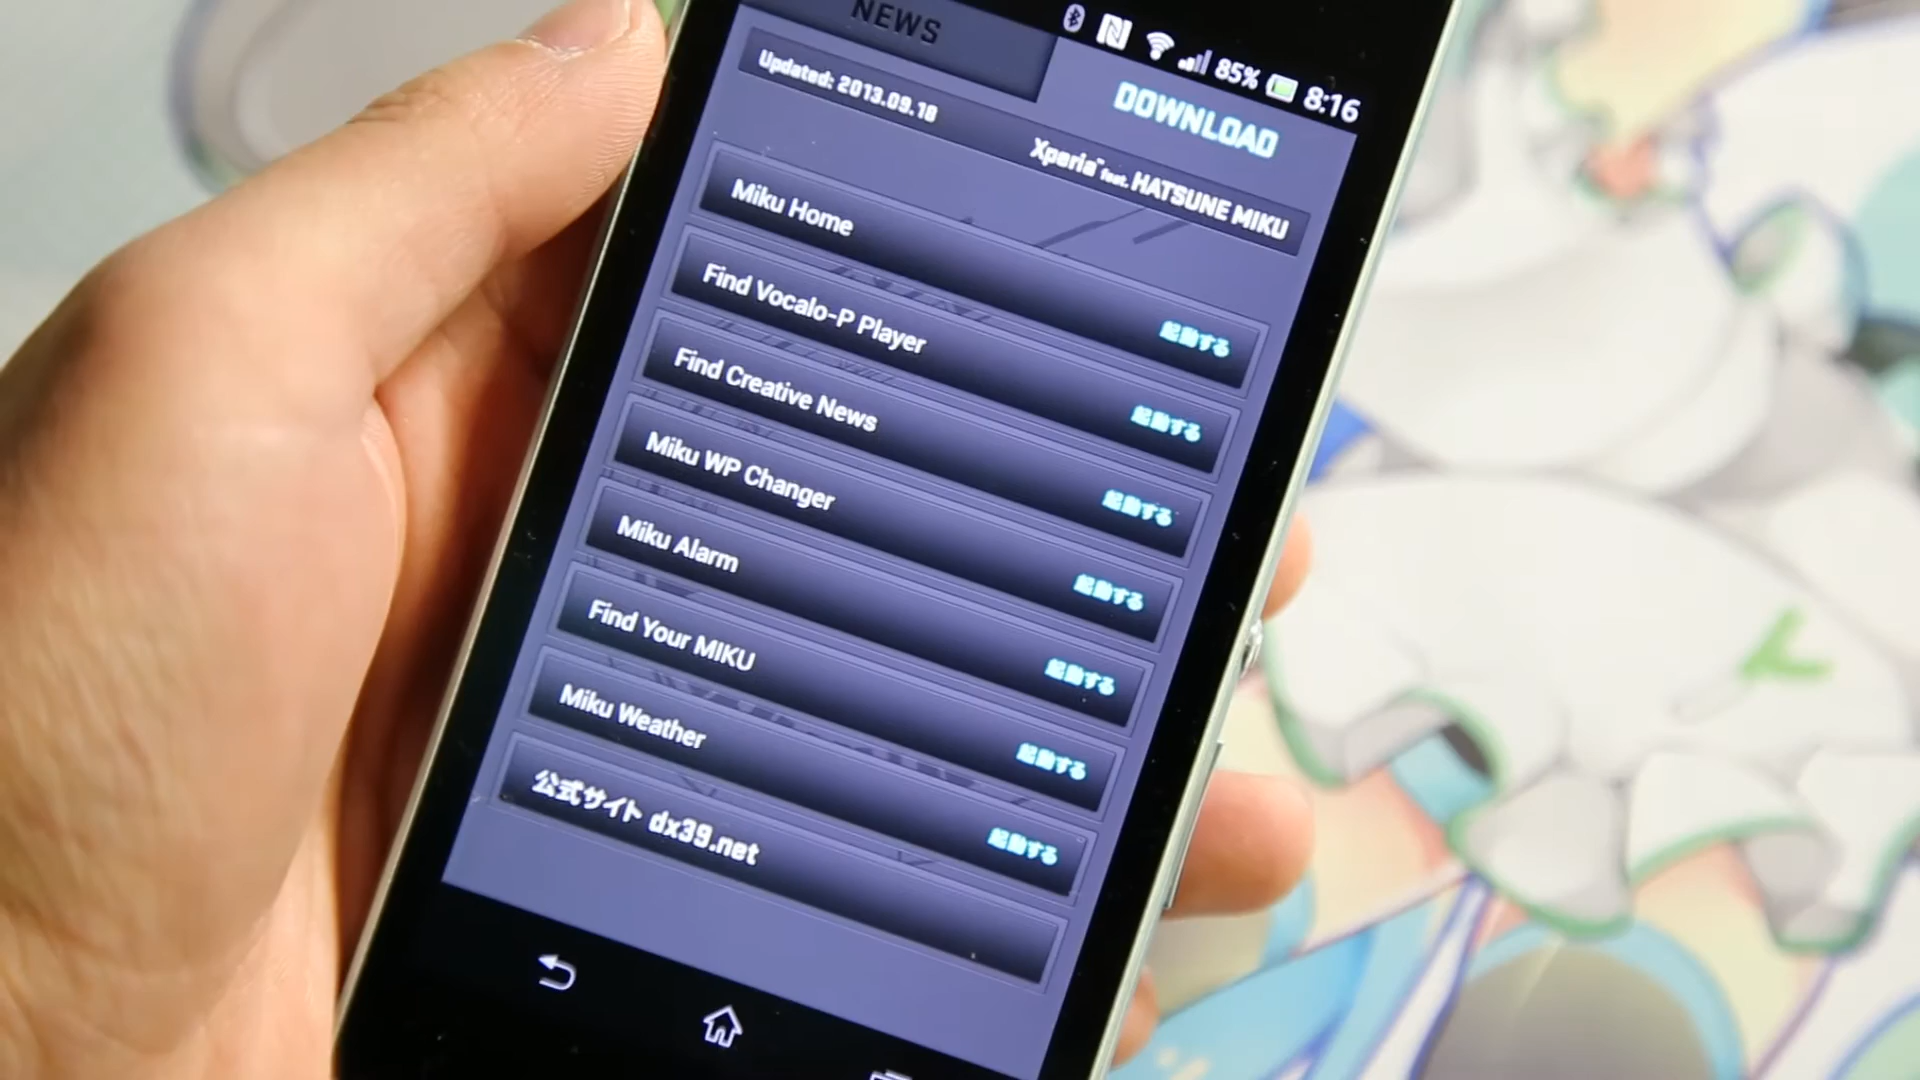 85% 8:16
NEWS
DOWNLOAD
Updated: 2013.09.18
Xperia™ feat. HATSUNE MIKU
Miku Home
起動する
Find Vocalo-P Player
起動する
Find Creative News
起動する
Miku WP Changer
起動する
Miku Alarm
起動する
Find Your MIKU
起動する
Miku Weather
起動する
公式サイト dx39.net